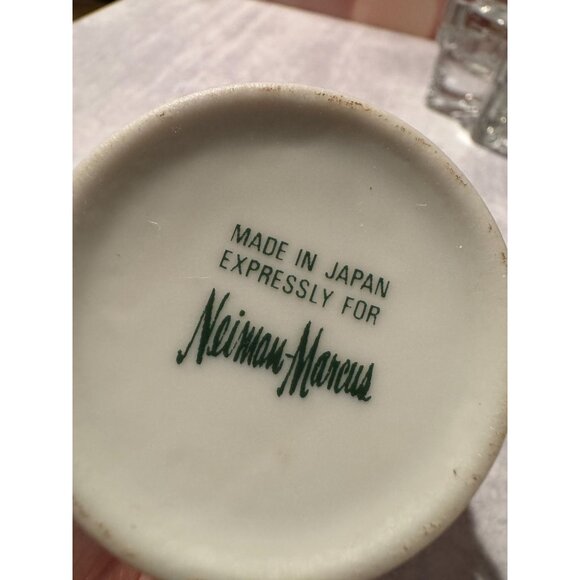 MADE IN JAPAN
EXPRESSLY FOR
Neiman-Marcus